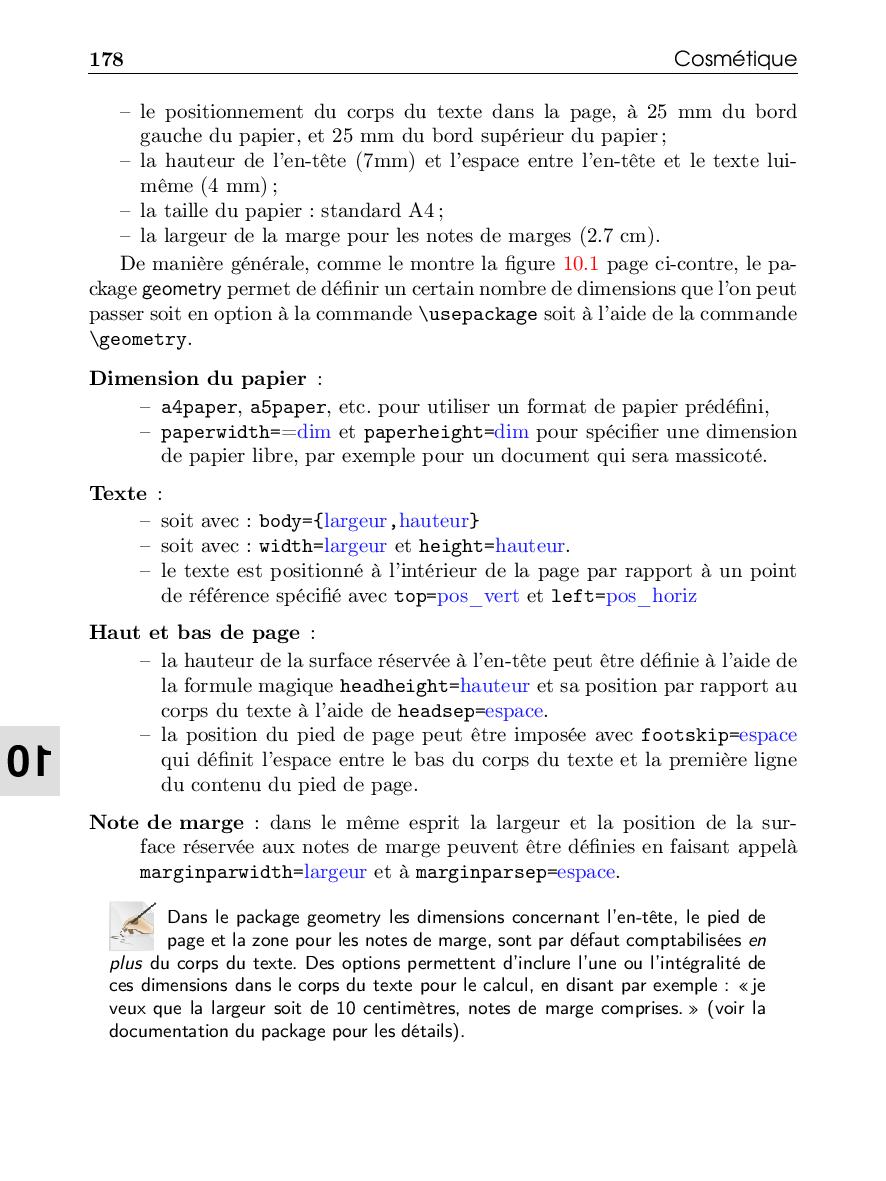 178 Cosmétique
– le positionnement du corps du texte dans la page, à 25 mm du bord
gauche du papier, et 25 mm du bord supérieur du papier ;
– la hauteur de l'en-tête (7mm) et l'espace entre l'en-tête et le texte lui-
même (4 mm) ;
– la taille du papier : standard A4 ;
– la largeur de la marge pour les notes de marges (2.7 cm).
De manière générale, comme le montre la figure 10.1 page ci-contre, le pa-
ckage geometry permet de définir un certain nombre de dimensions que l'on peut
passer soit en option à la commande \usepackage soit à l'aide de la commande
\geometry.
Dimension du papier :
– a4paper, a5paper, etc. pour utiliser un format de papier prédéfini,
– paperwidth==dim et paperheight=dim pour spécifier une dimension
de papier libre, par exemple pour un document qui sera massicoté.
Texte :
– soit avec : body={largeur,hauteur}
– soit avec : width=largeur et height=hauteur.
– le texte est positionné à l'intérieur de la page par rapport à un point
de référence spécifié avec top=pos_vert et left=pos_horiz
Haut et bas de page :
– la hauteur de la surface réservée à l'en-tête peut être définie à l'aide de
la formule magique headheight=hauteur et sa position par rapport au
corps du texte à l'aide de headsep=espace.
– la position du pied de page peut être imposée avec footskip=espace
qui définit l'espace entre le bas du corps du texte et la première ligne
du contenu du pied de page.
10
Note de marge : dans le même esprit la largeur et la position de la sur-
face réservée aux notes de marge peuvent être définies en faisant appelà
marginparwidth=largeur et à marginparsep=espace.
Dans le package geometry les dimensions concernant l'en-tête, le pied de
page et la zone pour les notes de marge, sont par défaut comptabilisées en
plus du corps du texte. Des options permettent d'inclure l'une ou l'intégralité de
ces dimensions dans le corps du texte pour le calcul, en disant par exemple : « je
veux que la largeur soit de 10 centimètres, notes de marge comprises. » (voir la
documentation du package pour les détails).